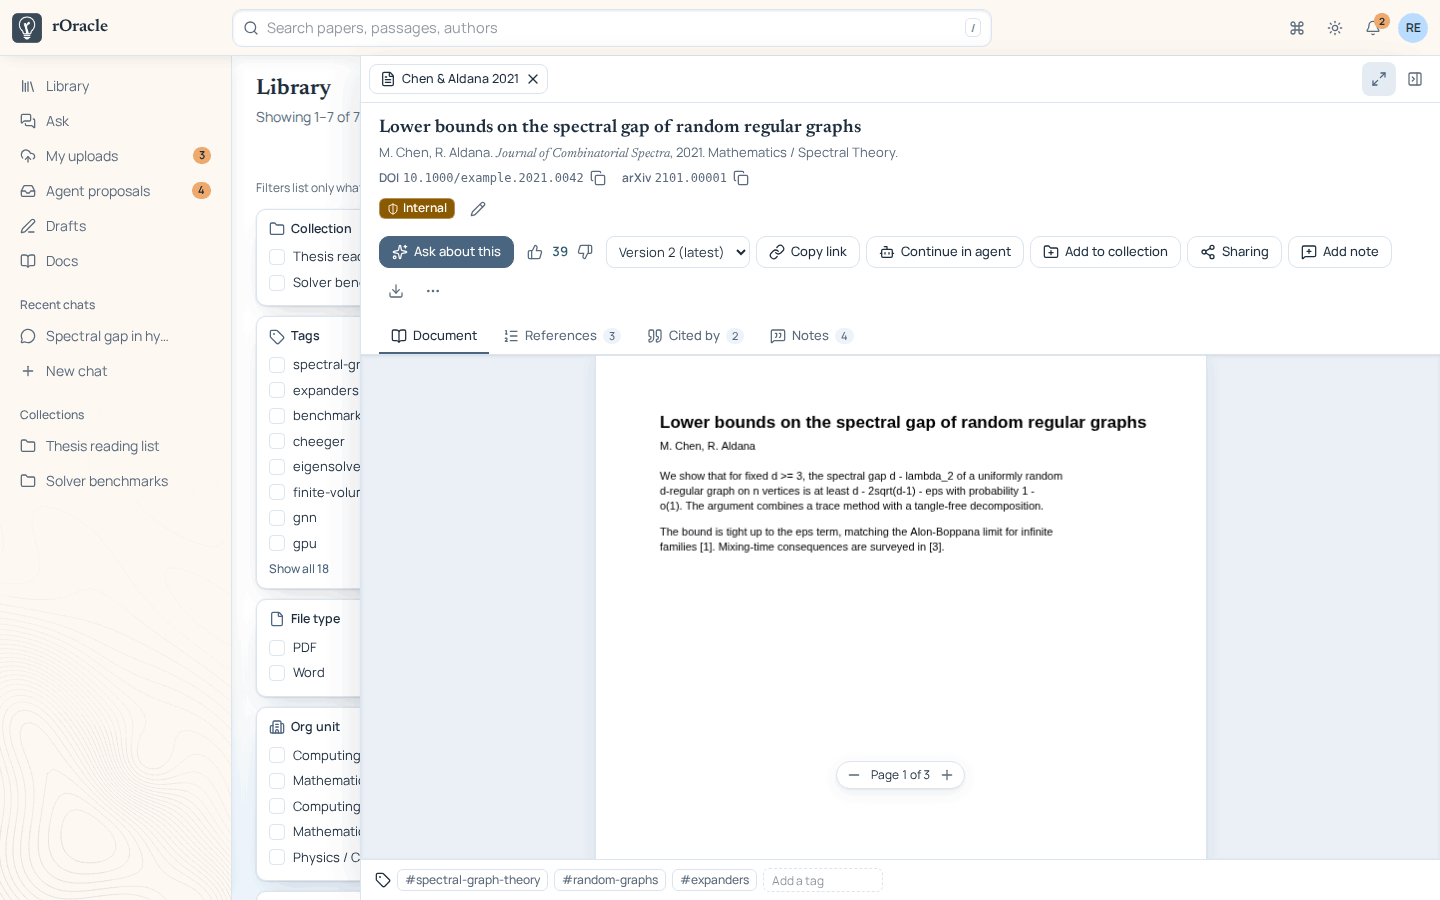 rOracle
Search papers, passages, authors
/
2
RE
Library
Ask
My uploads 3
Agent proposals 4
Drafts
Docs
Recent chats
Spectral gap in hy…
New chat
Collections
Thesis reading list
Solver benchmarks
Library
Showing 1–7 of 7
Filters list only wha
Collection
Thesis read
Solver ben
Tags
spectral-gr
expanders
benchmark
cheeger
eigensolve
finite-volur
gnn
gpu
Show all 18
File type
PDF
Word
Org unit
Computing
Mathematic
Computing
Mathematic
Physics / C
Chen & Aldana 2021
Lower bounds on the spectral gap of random regular graphs
M. Chen, R. Aldana. Journal of Combinatorial Spectra, 2021. Mathematics / Spectral Theory.
DOI 10.1000/example.2021.0042 arXiv 2101.00001
Internal
Ask about this 39 Version 2 (latest) Copy link Continue in agent Add to collection Sharing Add note
Document References 3 Cited by 2 Notes 4
Lower bounds on the spectral gap of random regular graphs
M. Chen, R. Aldana
We show that for fixed d >= 3, the spectral gap d - lambda_2 of a uniformly random
d-regular graph on n vertices is at least d - 2sqrt(d-1) - eps with probability 1 -
o(1). The argument combines a trace method with a tangle-free decomposition.
The bound is tight up to the eps term, matching the Alon-Boppana limit for infinite
families [1]. Mixing-time consequences are surveyed in [3].
Page 1 of 3
#spectral-graph-theory #random-graphs #expanders Add a tag